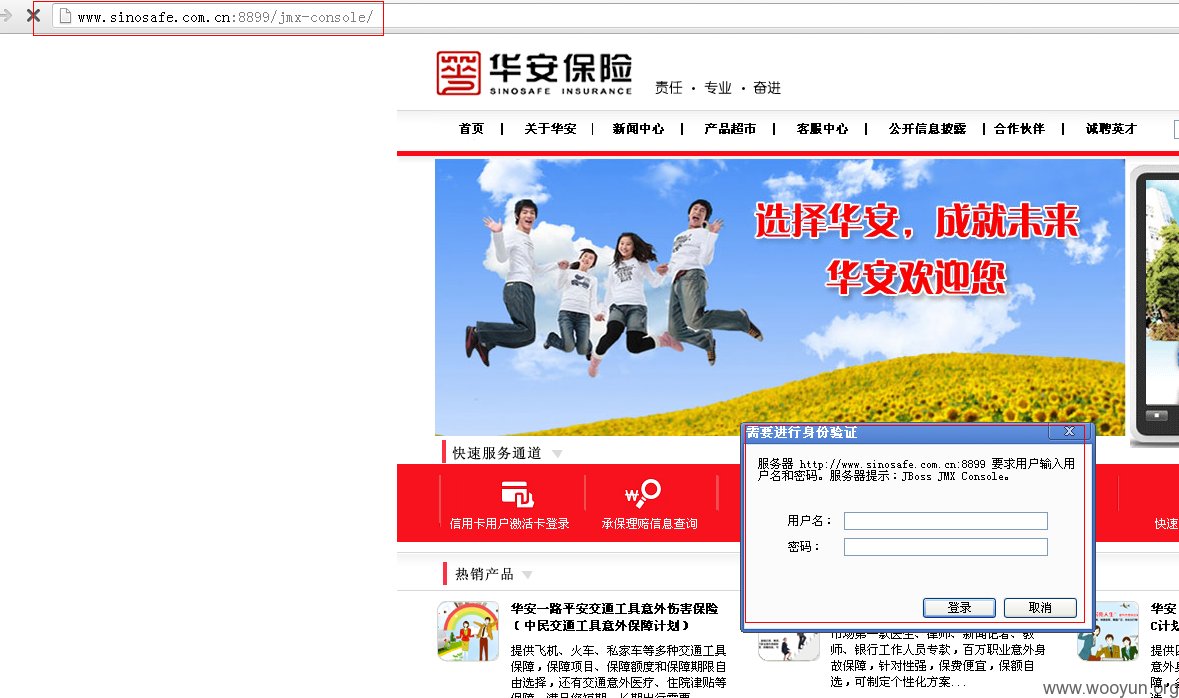 www.sinosafe.com.cn:8899/jmx-console/
华安保险
SINOSAFE INSURANCE
责任 · 专业 · 奋进
首页 | 关于华安 | 新闻中心 | 产品超市 | 客服中心 | 公开信息披露 | 合作伙伴 | 诚聘英才
选择华安，成就未来
华安欢迎您
需要进行身份验证
服务器 http://www.sinosafe.com.cn:8899 要求用户输入用
户名和密码。服务器提示：JBoss JMX Console。
用户名：
密码：
登录 取消
快速服务通道
信用卡用户激活卡登录
承保理赔信息查询
快速
热销产品
华安一路平安交通工具意外伤害保险
（中民交通工具意外保障计划）
提供飞机、火车、私家车等多种交通工具
保障，保障项目、保障额度和保障期限自
由选择，还有交通意外医疗、住院津贴等
保障，满足您短期、长期出行需要
市场第一款医生、律师、新闻记者、教
师、银行工作人员专款，百万职业意外身
故保障，针对性强，保费便宜，保额自
选，可制定个性化方案...
华安
C计
提供
意外
障，
www.wooyun.org